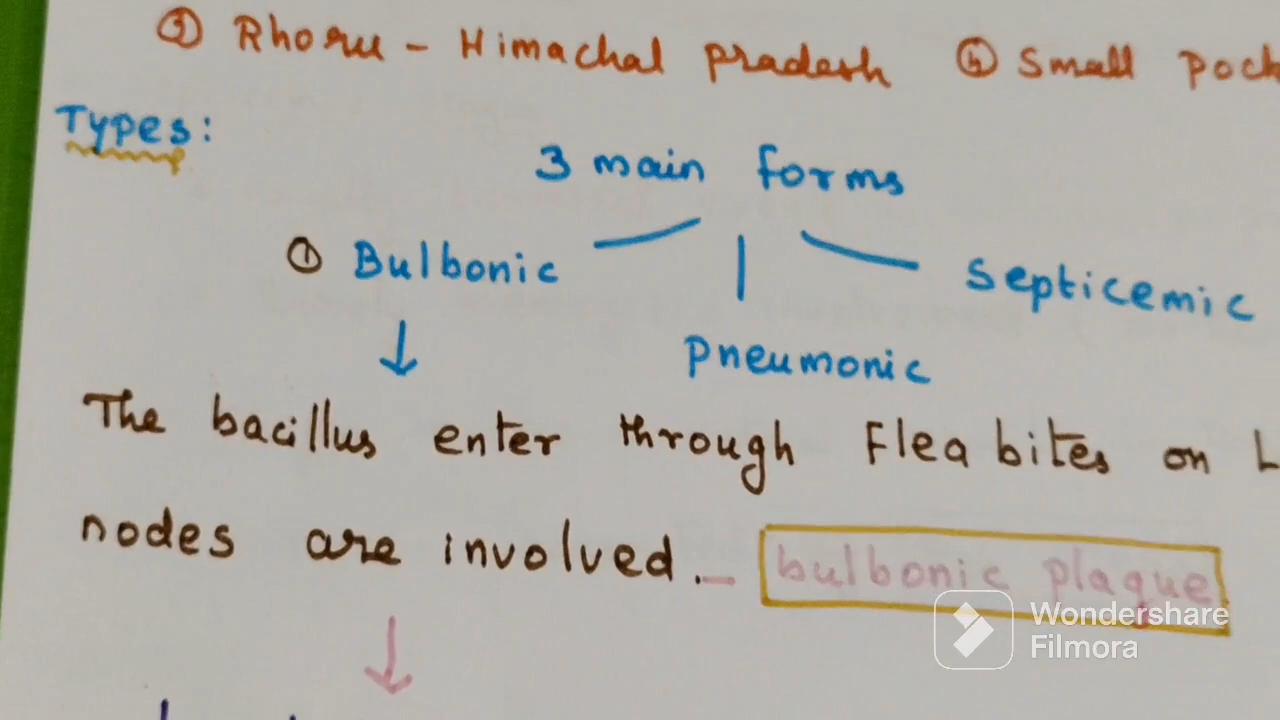 ③ Rhoru - Himachal pradesh ④ Small pock
Types:
3 main forms
① Bulbonic
Septicemic
Pneumonic
The bacillus enter through Flea bites on L
nodes are involved.
bulbonic plaque
Wondershare
Filmora